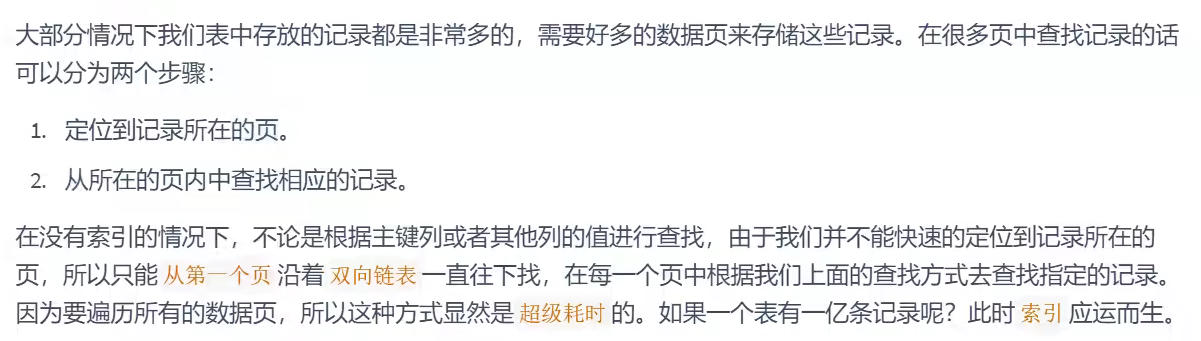 大部分情况下我们表中存放的记录都是非常多的，需要好多的数据页来存储这些记录。在很多页中查找记录的话
可以分为两个步骤：
1. 定位到记录所在的页。
2. 从所在的页内中查找相应的记录。
在没有索引的情况下，不论是根据主键列或者其他列的值进行查找，由于我们并不能快速的定位到记录所在的
页，所以只能 从第一个页 沿着 双向链表 一直往下找，在每一个页中根据我们上面的查找方式去查找指定的记录。
因为要遍历所有的数据页，所以这种方式显然是 超级耗时 的。如果一个表有一亿条记录呢？此时 索引 应运而生。